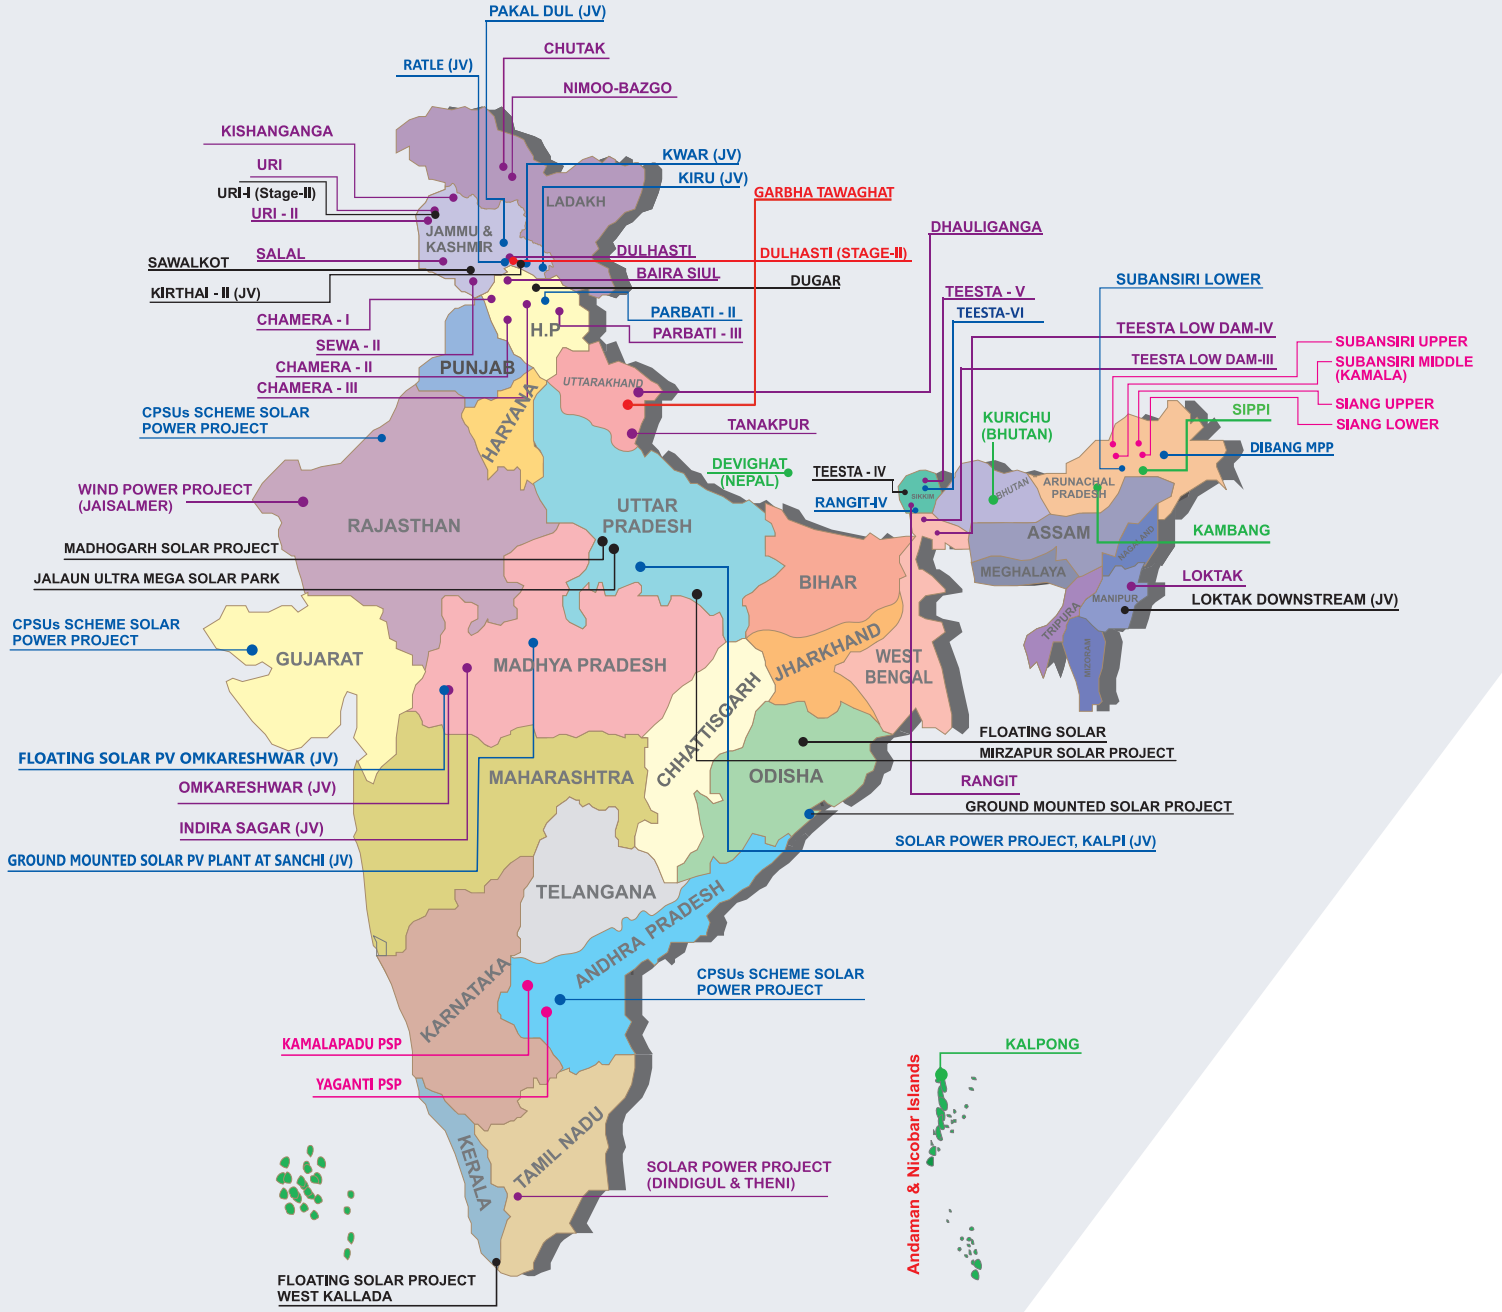 PAKAL DUL (JV)
CHUTAK
RATLE (JV)
NIMOO-BAZGO
KISHANGANGA
KWAR (JV)
URI
KIRU (JV)
URI-I (Stage-II)
GARBHA TAWAGHAT
LADAKH
URI - II
JAMMU &
KASHMIR
DHAULIGANGA
SALAL
DULHASTI
DULHASTI (STAGE-II)
SAWALKOT
BAIRA SIUL
DUGAR
SUBANSIRI LOWER
KIRTHAI - II (JV)
TEESTA - V
PARBATI - II
TEESTA-VI
CHAMERA - I
H.P
PARBATI - III
TEESTA LOW DAM-IV
SEWA - II
SUBANSIRI UPPER
TEESTA LOW DAM-III
SUBANSIRI MIDDLE
(KAMALA)
CHAMERA - II
PUNJAB
CHAMERA - III
UTTARAKHAND
SIANG UPPER
CPSUs SCHEME SOLAR
POWER PROJECT
HARYANA
TANAKPUR
KURICHU
(BHUTAN)
SIPPI
SIANG LOWER
DIBANG MPP
DEVIGHAT
(NEPAL)
TEESTA - IV
WIND POWER PROJECT
(JAISALMER)
BHUTAN
ARUNACHAL
PRADESH
SIKKIM
RANGIT-IV
RAJASTHAN
UTTAR
PRADESH
ASSAM
KAMBANG
NAGALAND
MADHOGARH SOLAR PROJECT
MEGHALAYA
JALAUN ULTRA MEGA SOLAR PARK
BIHAR
LOKTAK
MANIPUR
LOKTAK DOWNSTREAM (JV)
CPSUs SCHEME SOLAR
POWER PROJECT
TRIPURA
GUJARAT
MADHYA PRADESH
JHARKHAND
WEST
BENGAL
MIZORAM
CHHATTISGARH
FLOATING SOLAR
FLOATING SOLAR PV OMKARESHWAR (JV)
MIRZAPUR SOLAR PROJECT
MAHARASHTRA
ODISHA
RANGIT
OMKARESHWAR (JV)
GROUND MOUNTED SOLAR PROJECT
INDIRA SAGAR (JV)
SOLAR POWER PROJECT, KALPI (JV)
GROUND MOUNTED SOLAR PV PLANT AT SANCHI (JV)
TELANGANA
ANDHRA PRADESH
CPSUs SCHEME SOLAR
POWER PROJECT
KARNATAKA
KAMALAPADU PSP
KALPONG
YAGANTI PSP
Andaman & Nicobar Islands
KERALA
TAMIL NADU
SOLAR POWER PROJECT
(DINDIGUL & THENI)
FLOATING SOLAR PROJECT
WEST KALLADA